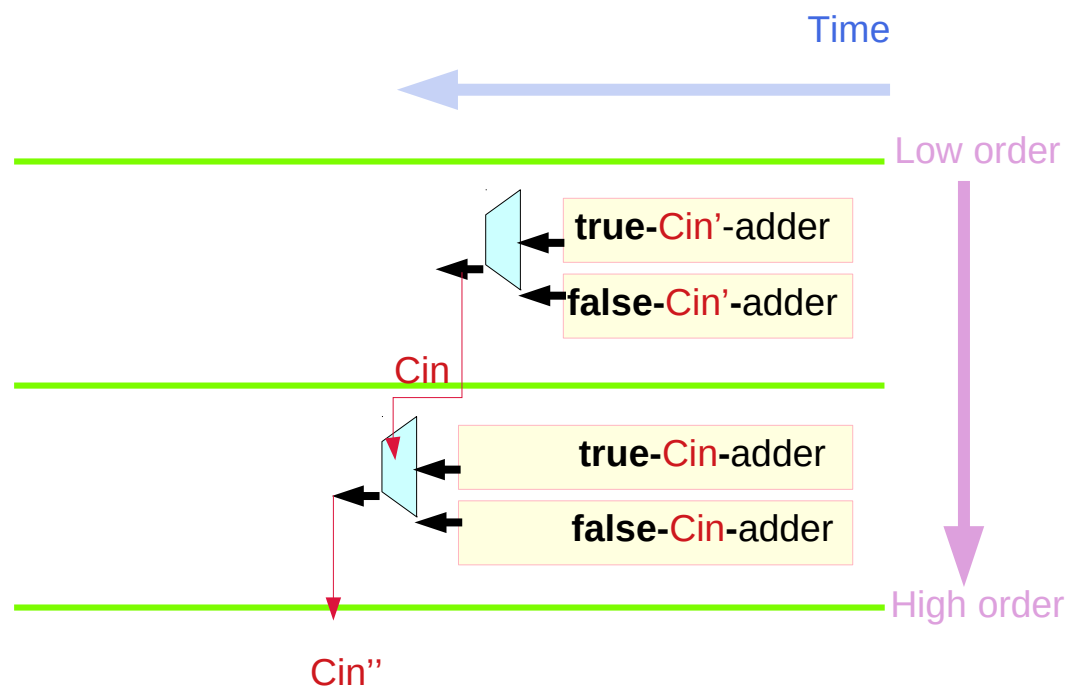 Time
Low order
true-Cin’-adder
false-Cin’-adder
Cin
true-Cin-adder
false-Cin-adder
High order
Cin’’